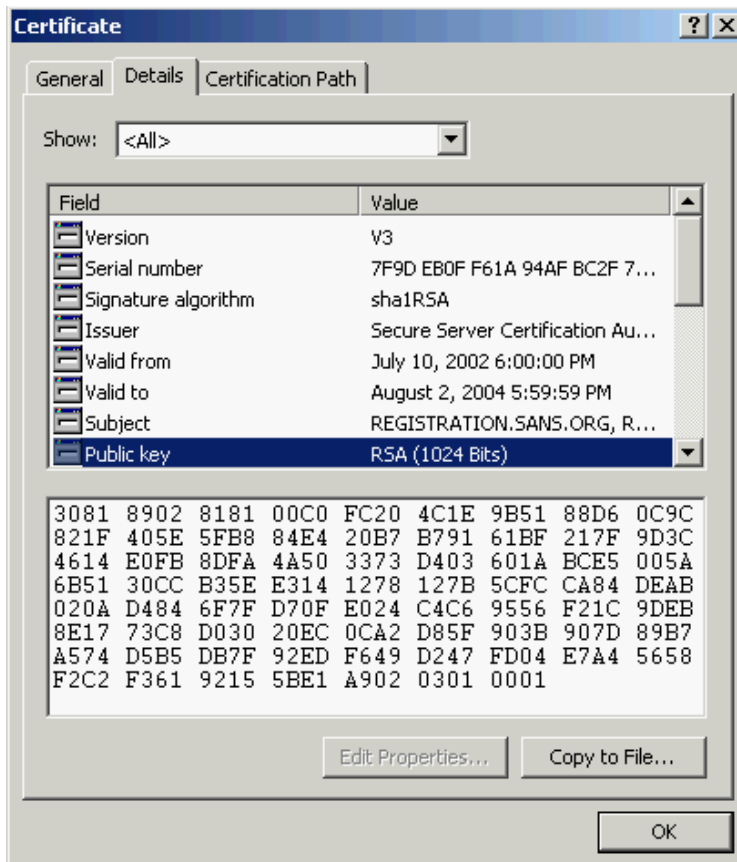 Certificate
General Details Certification Path
Show: <All>
Field Value
Version V3
Serial number 7F9D EB0F F61A 94AF BC2F 7...
Signature algorithm sha1RSA
Issuer Secure Server Certification Au...
Valid from July 10, 2002 6:00:00 PM
Valid to August 2, 2004 5:59:59 PM
Subject REGISTRATION.SANS.ORG, R...
Public key RSA (1024 Bits)
3081 8902 8181 00C0 FC20 4C1E 9B51 88D6 0C9C
821F 405E 5FB8 84E4 20B7 B791 61BF 217F 9D3C
4614 E0FB 8DFA 4A50 3373 D403 601A BCE5 005A
6B51 30CC B35E E314 1278 127B 5CFC CA84 DEAB
020A D484 6F7F D70F E024 C4C6 9556 F21C 9DEB
8E17 73C8 D030 20EC 0CA2 D85F 903B 907D 89B7
A574 D5B5 DB7F 92ED F649 D247 FD04 E7A4 5658
F2C2 F361 9215 5BE1 A902 0301 0001
Edit Properties... Copy to File...
OK